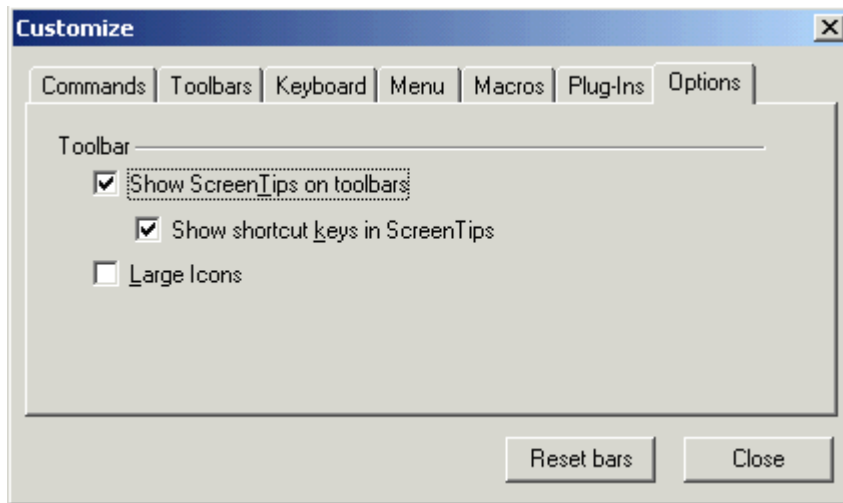 Customize
Commands Toolbars Keyboard Menu Macros Plug-Ins Options
Toolbar
Show ScreenTips on toolbars
Show shortcut keys in ScreenTips
Large Icons
Reset bars Close